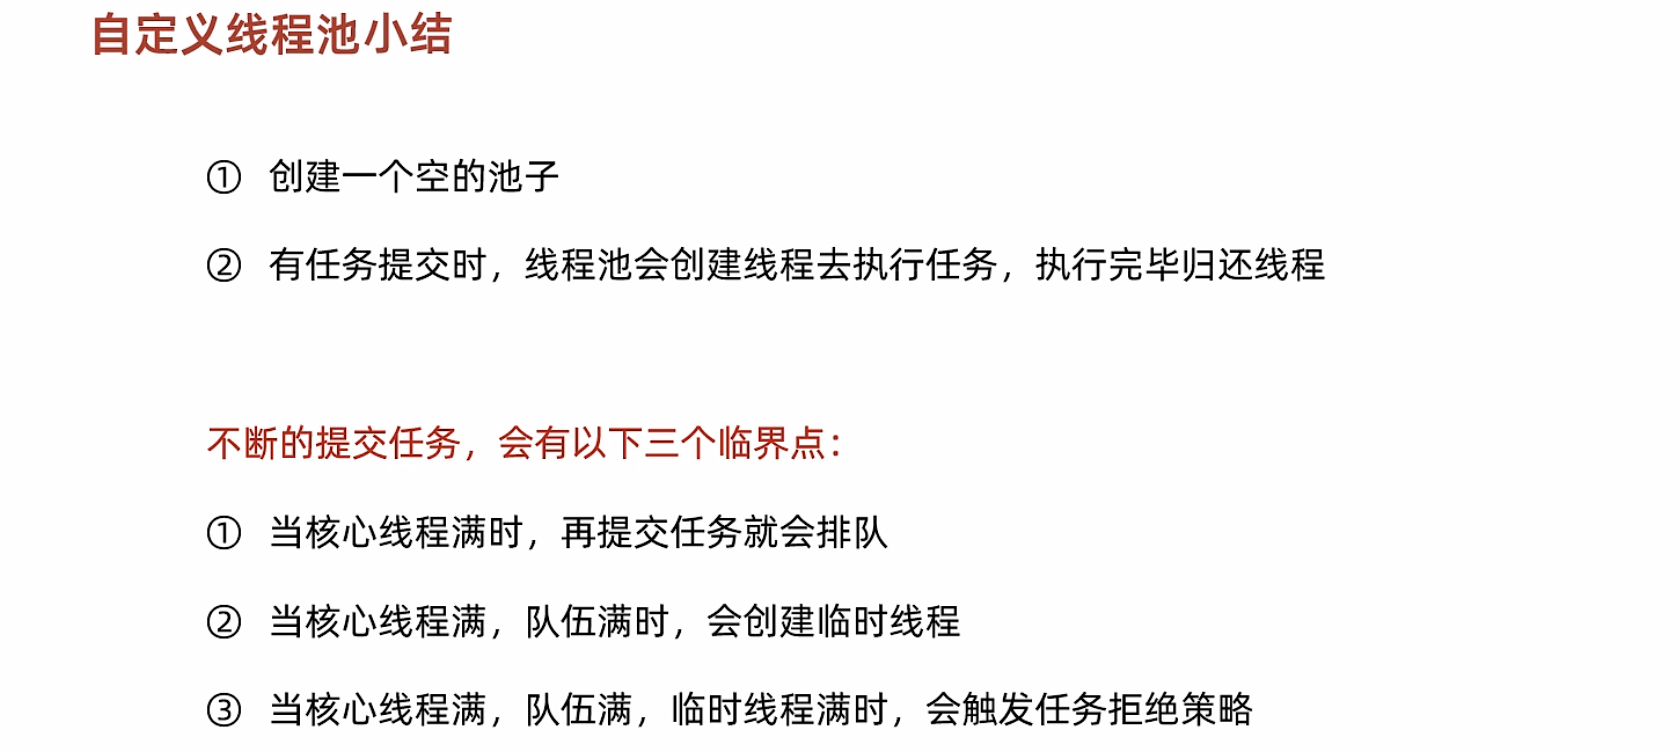 自定义线程池小结
① 创建一个空的池子
② 有任务提交时，线程池会创建线程去执行任务，执行完毕归还线程
不断的提交任务，会有以下三个临界点：
① 当核心线程满时，再提交任务就会排队
② 当核心线程满，队伍满时，会创建临时线程
③ 当核心线程满，队伍满，临时线程满时，会触发任务拒绝策略